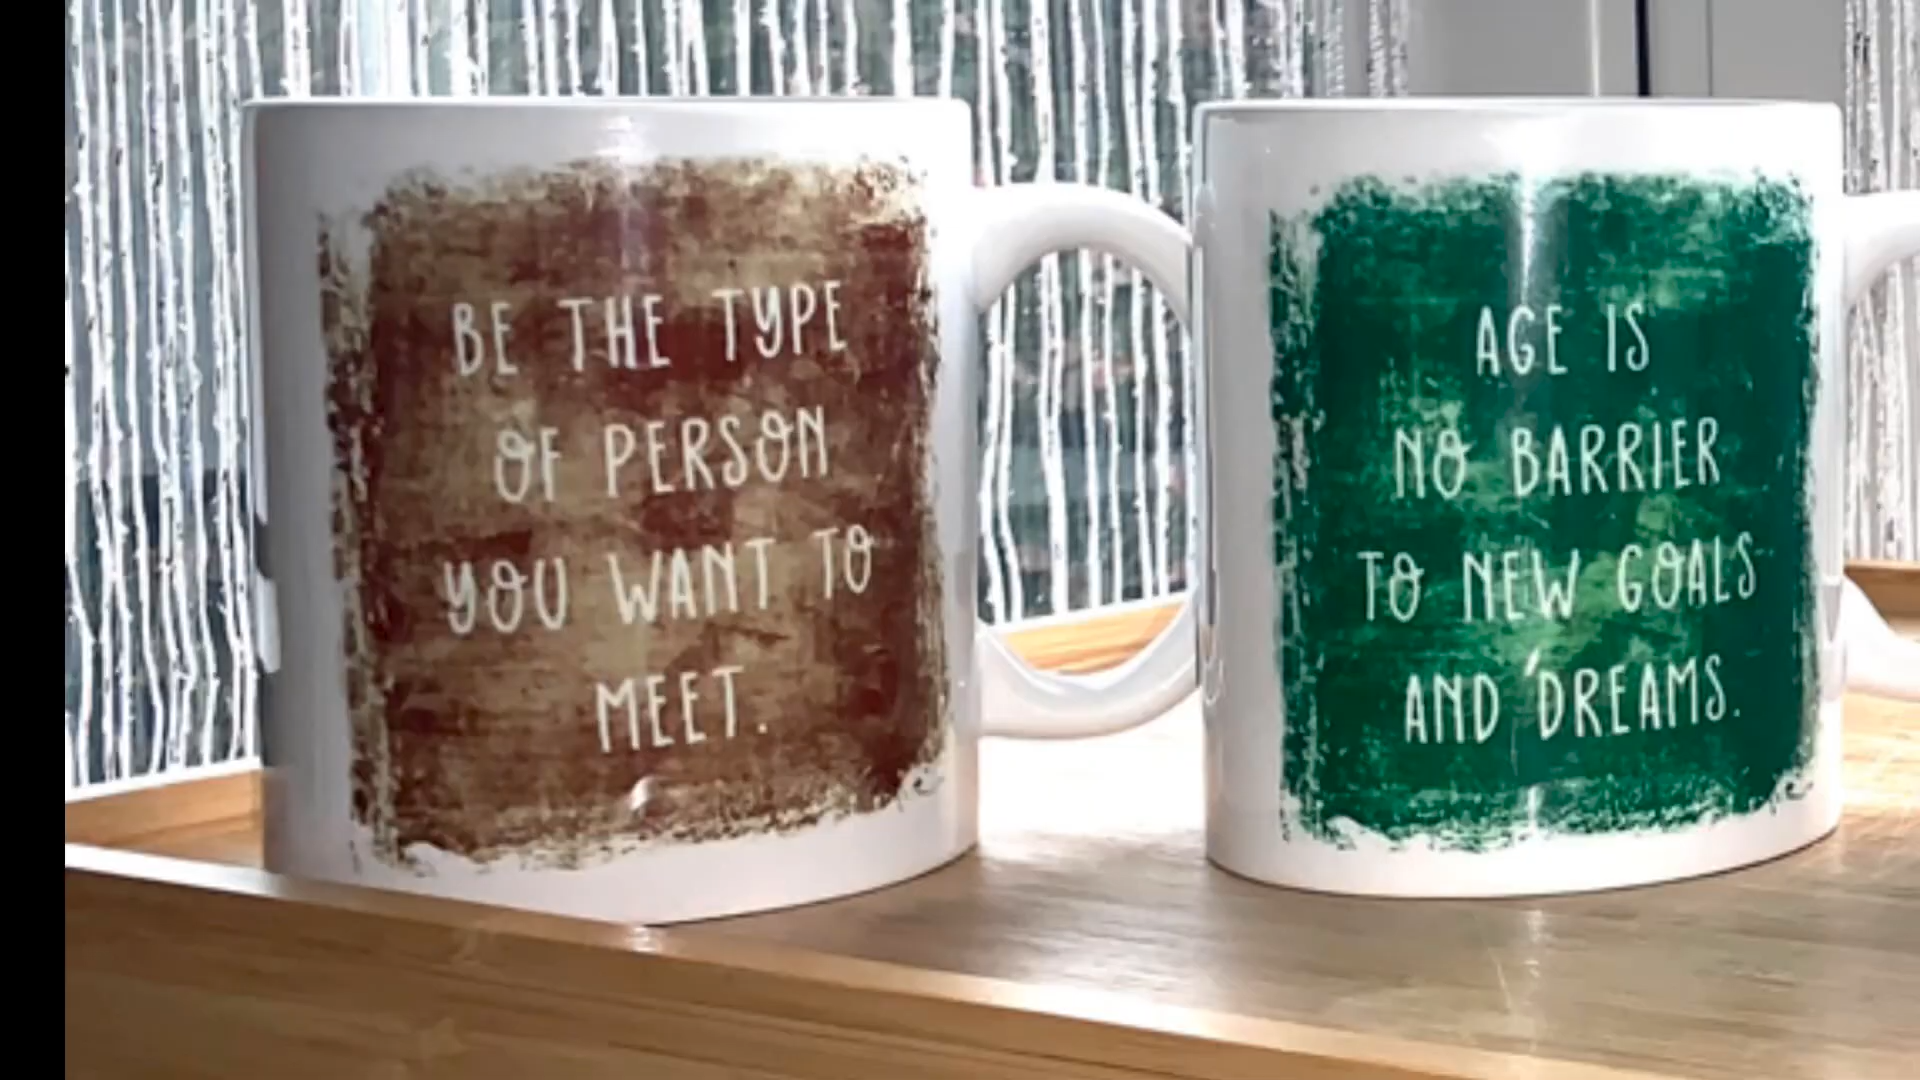 BE THE TYPE
OF PERSON
YOU WANT TO
MEET.
AGE IS
NO BARRIER
TO NEW GOALS
AND DREAMS.